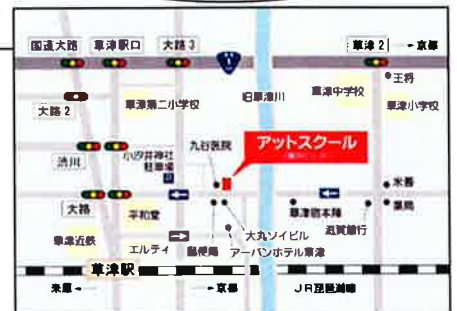 国道大路
草津駅口
大路3
1
草津2
京都
王将
大路2
草津第二小学校
旧草津川
草津中学校
草津小学校
渋川
小汐井神社
駐車場
九谷医院
アットスクール
大路
平和堂
草津宿本陣
滋賀銀行
米善
薬局
草津近鉄
エルティ
郵便局
大丸ソイビル
アーバンホテル草津
草津駅
米原
京都
JR琵琶湖線